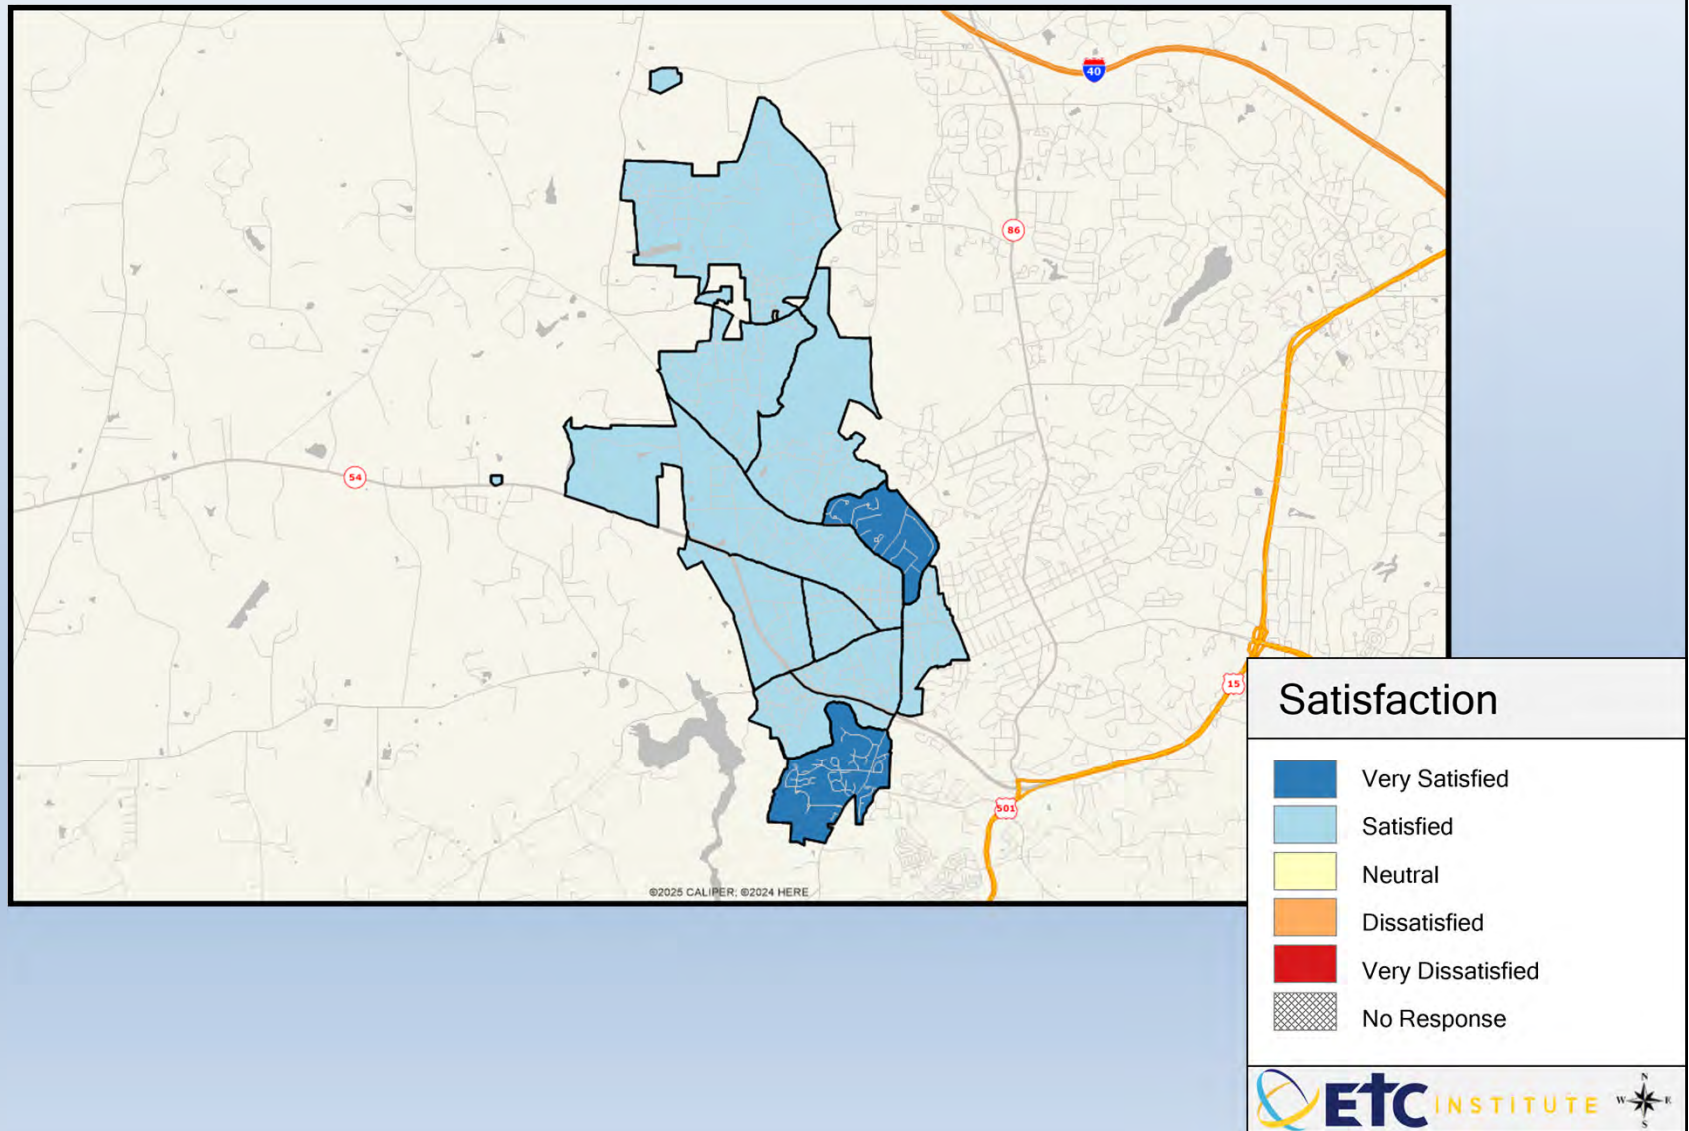 40
86
54
15
501
©2025 CALIPER; ©2024 HERE
Satisfaction
Very Satisfied
Satisfied
Neutral
Dissatisfied
Very Dissatisfied
No Response
ETC INSTITUTE
N
W E
S